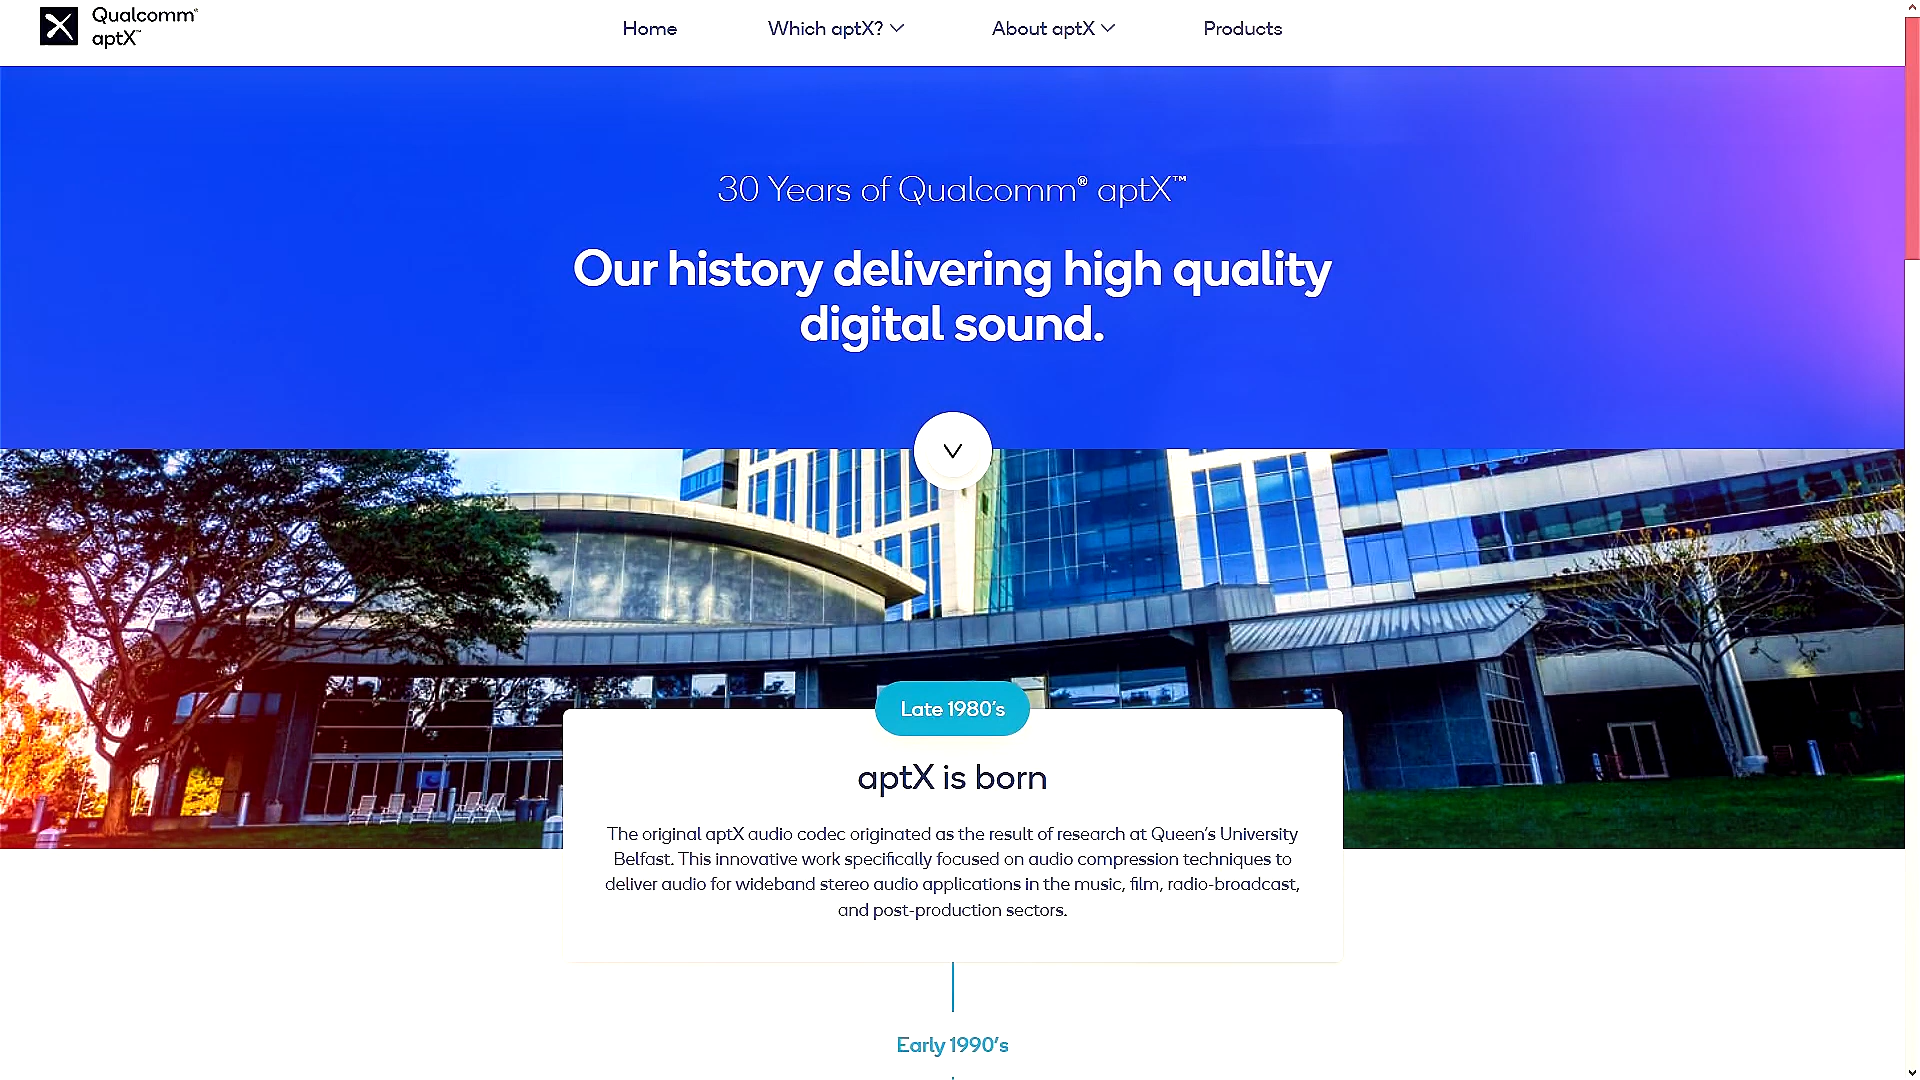 Qualcomm®
aptX™
Home
Which aptX?
About aptX
Products
30 Years of Qualcomm® aptX™
Our history delivering high quality
digital sound.
Late 1980's
aptX is born
The original aptX audio codec originated as the result of research at Queen's University
Belfast. This innovative work specifically focused on audio compression techniques to
deliver audio for wideband stereo audio applications in the music, film, radio-broadcast,
and post-production sectors.
Early 1990's